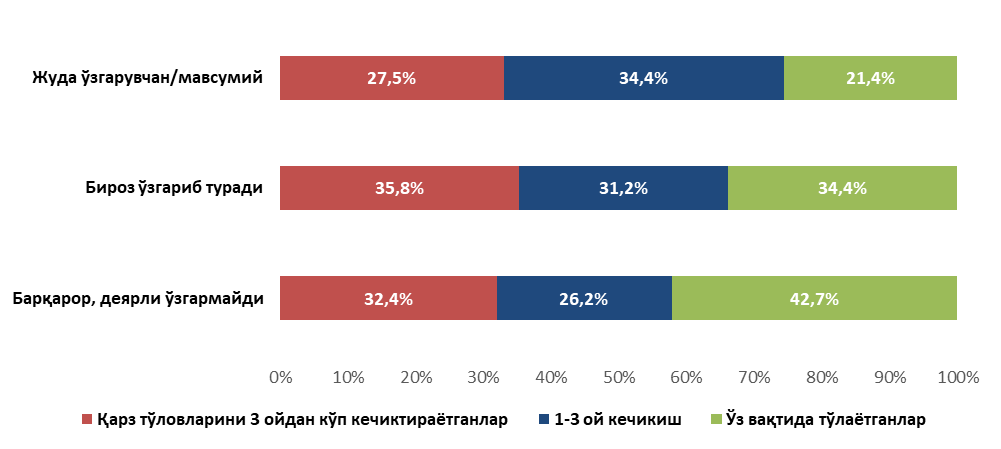 Жуда ўзгарувчан/мавсумий
27,5% 34,4% 21,4%
Бироз ўзгариб туради
35,8% 31,2% 34,4%
Барқарор, деярли ўзгармайди
32,4% 26,2% 42,7%
0% 10% 20% 30% 40% 50% 60% 70% 80% 90% 100%
Қарз тўловларини 3 ойдан кўп кечиктираётганлар 1-3 ой кечикиш Ўз вақтида тўлаётганлар